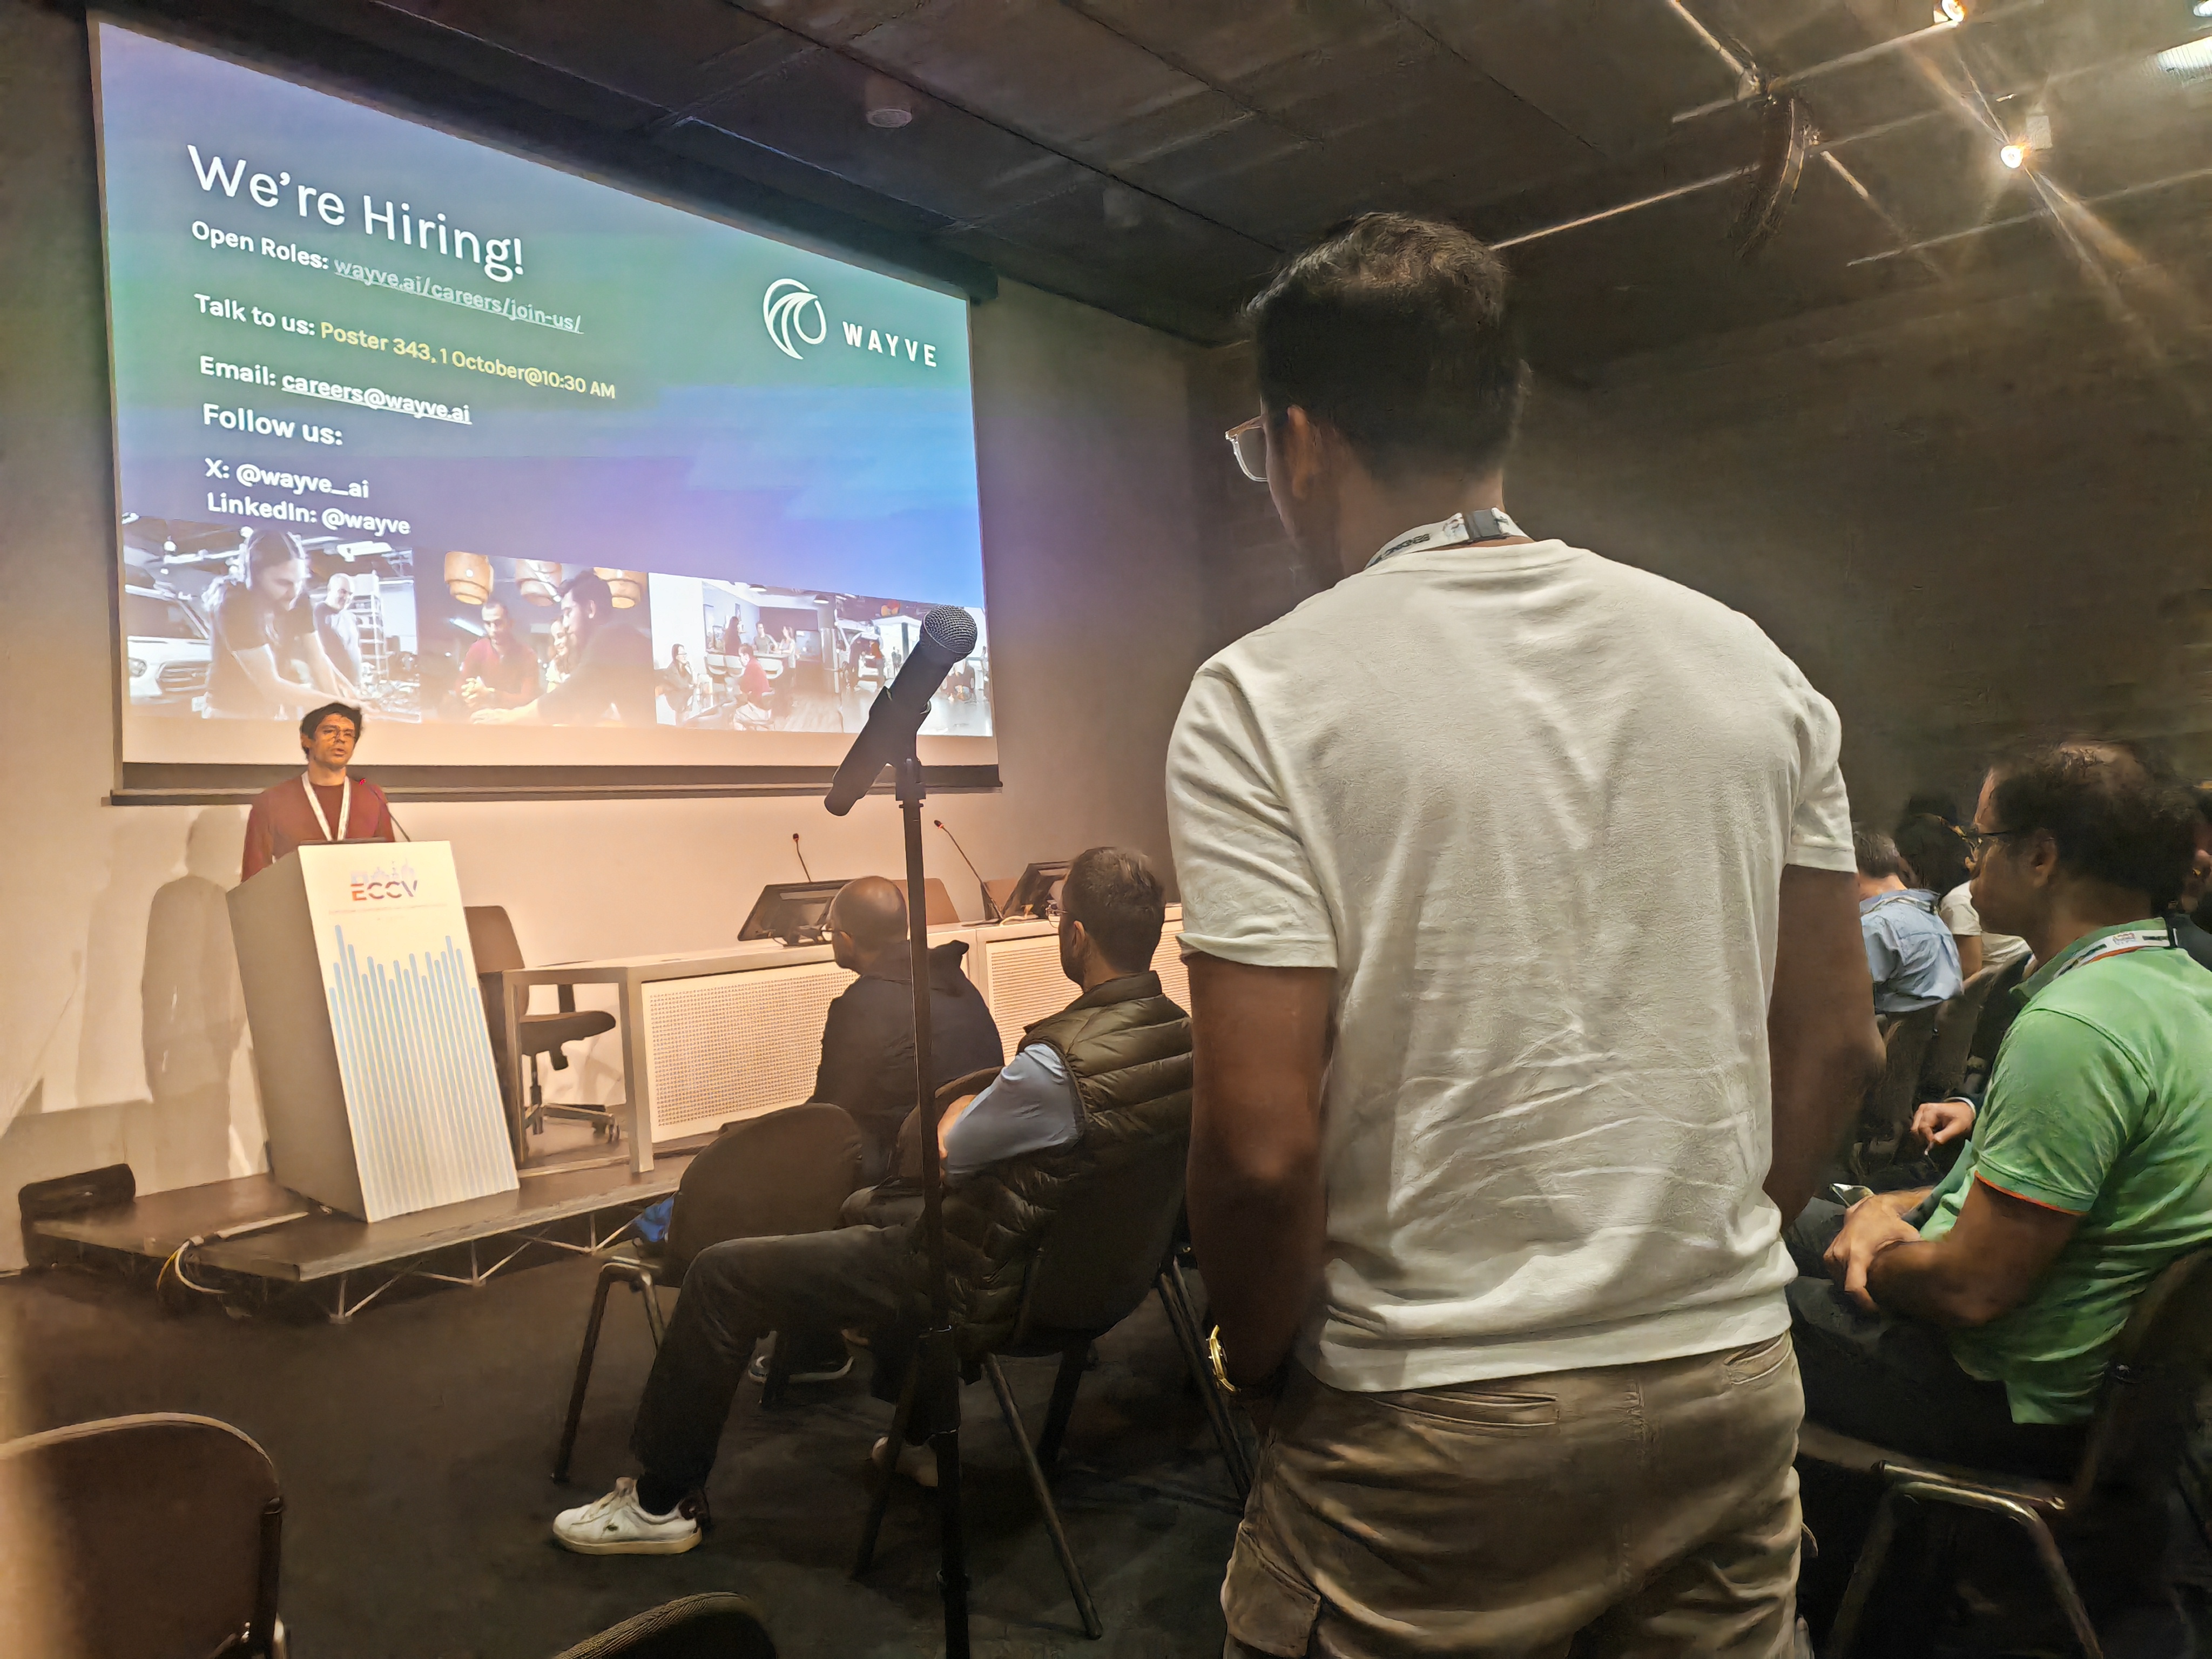 We're Hiring!
Open Roles: wayve.ai/careers/join-us/
Talk to us: Poster 343, 1 October@10:30 AM
Email: careers@wayve.ai
Follow us:
X: @wayve_ai
LinkedIn: @wayve
WAYVE
ECCV